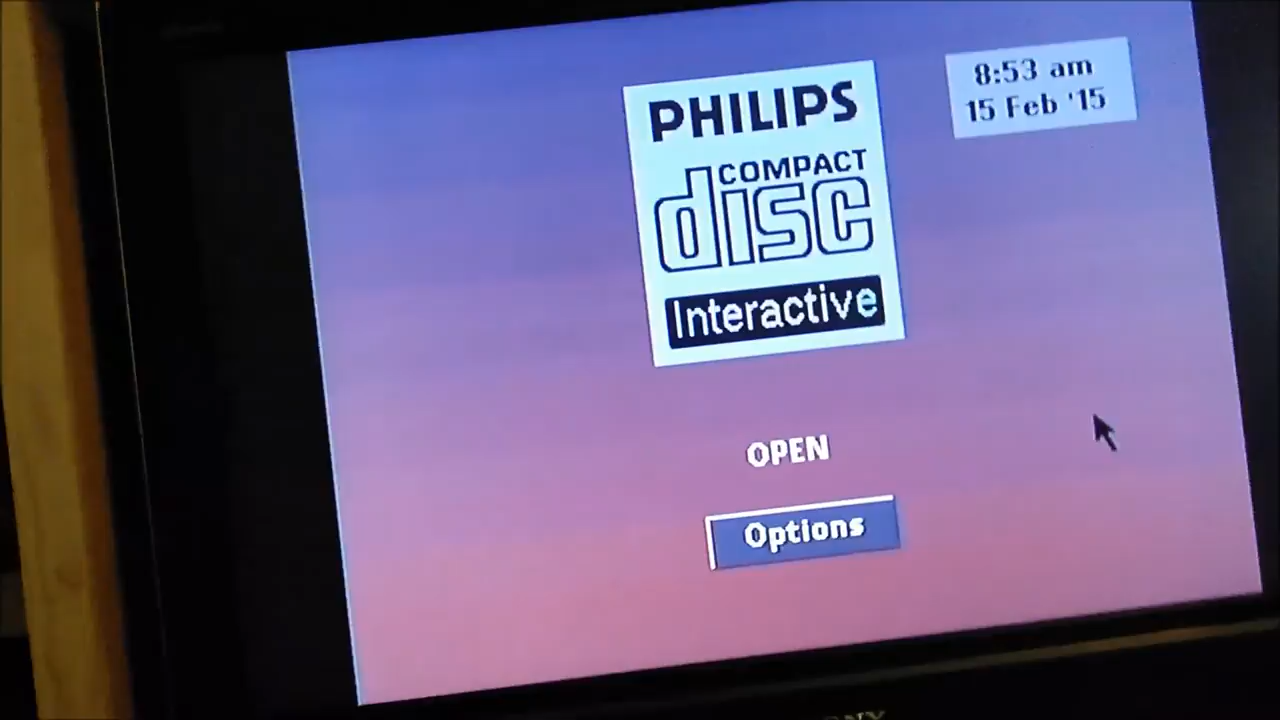 PHILIPS
COMPACT
disc
Interactive
8:53 am
15 Feb '15
OPEN
Options